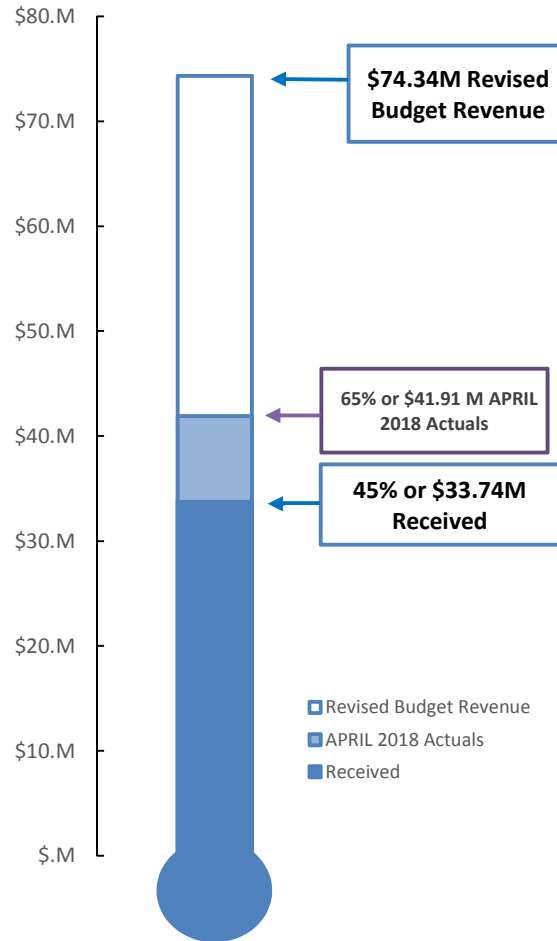 $80.M
$74.34M Revised
Budget Revenue
$70.M
$60.M
$50.M
65% or $41.91 M APRIL
2018 Actuals
$40.M
45% or $33.74M
Received
$30.M
$20.M
Revised Budget Revenue
APRIL 2018 Actuals
$10.M
Received
$.M